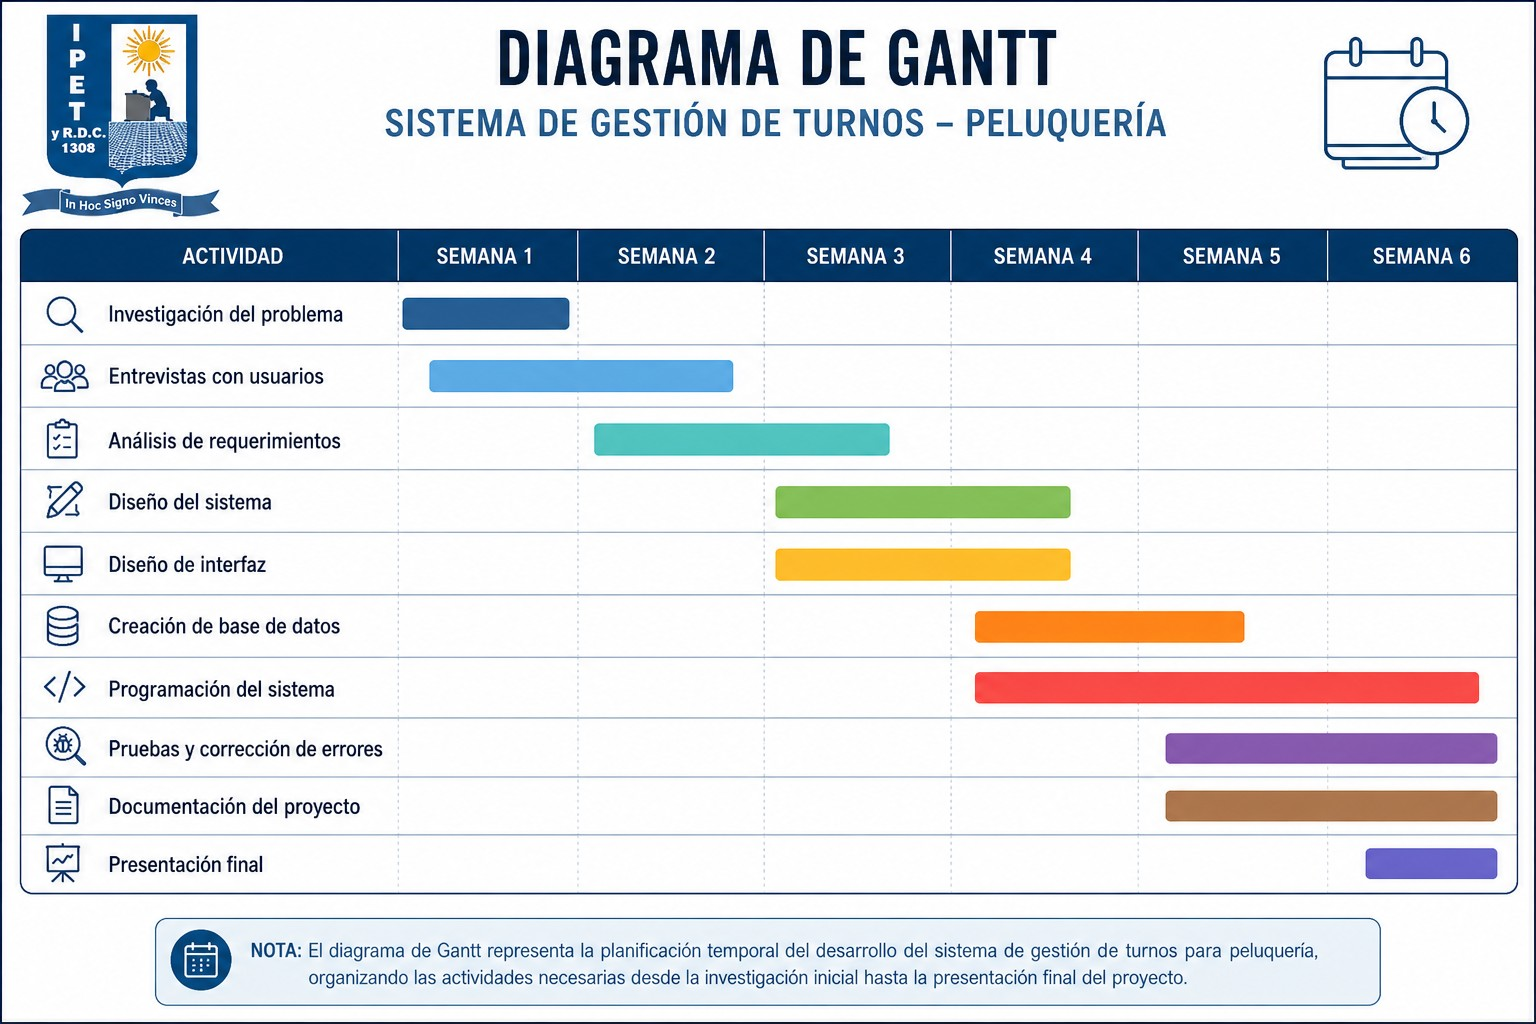 I
P
E
T
y R.D.C.
1308
In Hoc Signo Vinces
DIAGRAMA DE GANTT
SISTEMA DE GESTIÓN DE TURNOS – PELUQUERÍA
ACTIVIDAD SEMANA 1 SEMANA 2 SEMANA 3 SEMANA 4 SEMANA 5 SEMANA 6
Investigación del problema
Entrevistas con usuarios
Análisis de requerimientos
Diseño del sistema
Diseño de interfaz
Creación de base de datos
</> Programación del sistema
Pruebas y corrección de errores
Documentación del proyecto
Presentación final
NOTA: El diagrama de Gantt representa la planificación temporal del desarrollo del sistema de gestión de turnos para peluquería,
organizando las actividades necesarias desde la investigación inicial hasta la presentación final del proyecto.